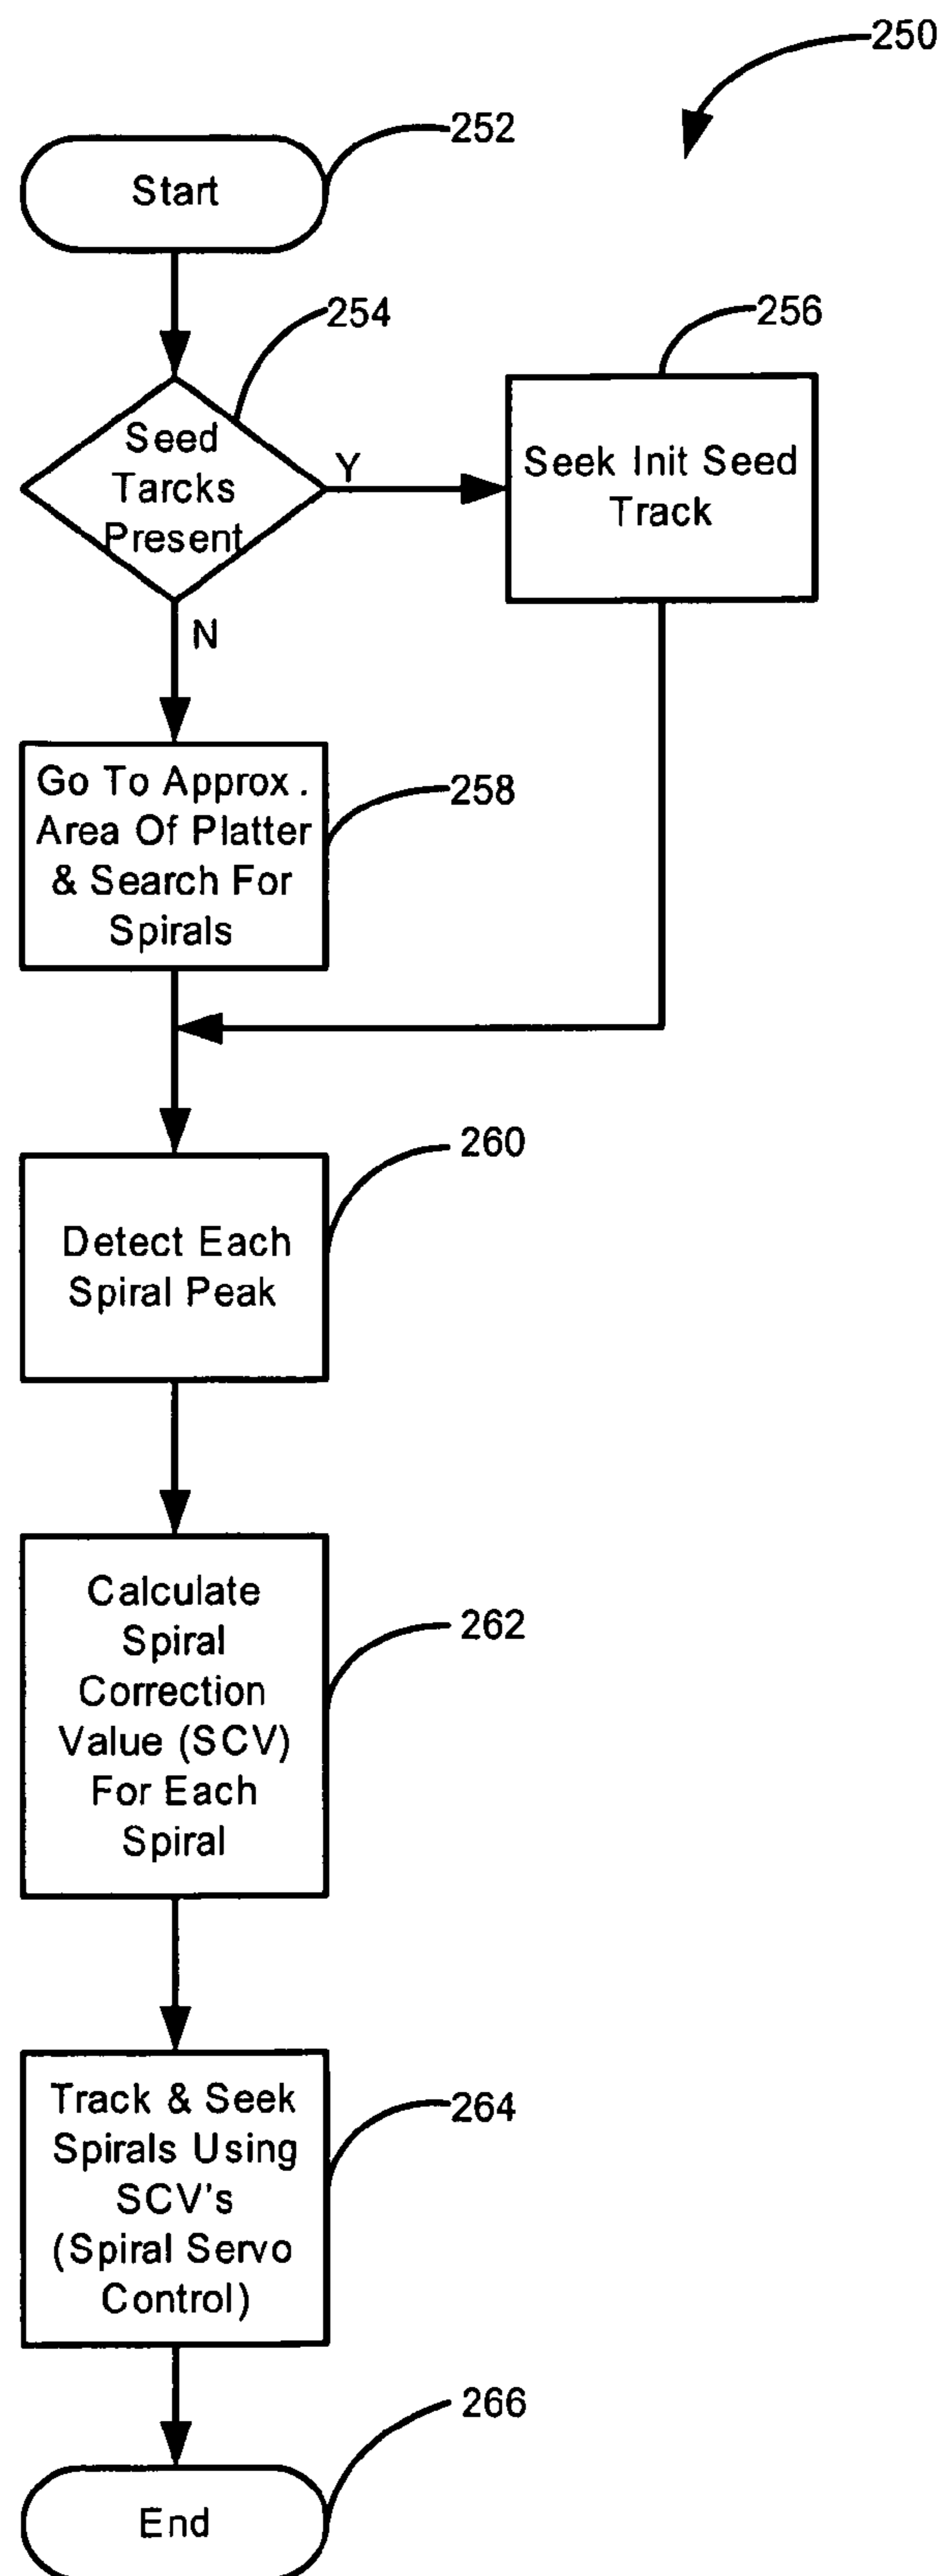 250
252
Start
254
256
Seed
Tarcks
Present
Y
Seek Init Seed
Track
N
Go To Approx.
Area Of Platter
& Search For
Spirals
258
260
Detect Each
Spiral Peak
Calculate
Spiral
Correction
Value (SCV)
For Each
Spiral
262
Track & Seek
Spirals Using
SCV's
(Spiral Servo
Control)
264
266
End